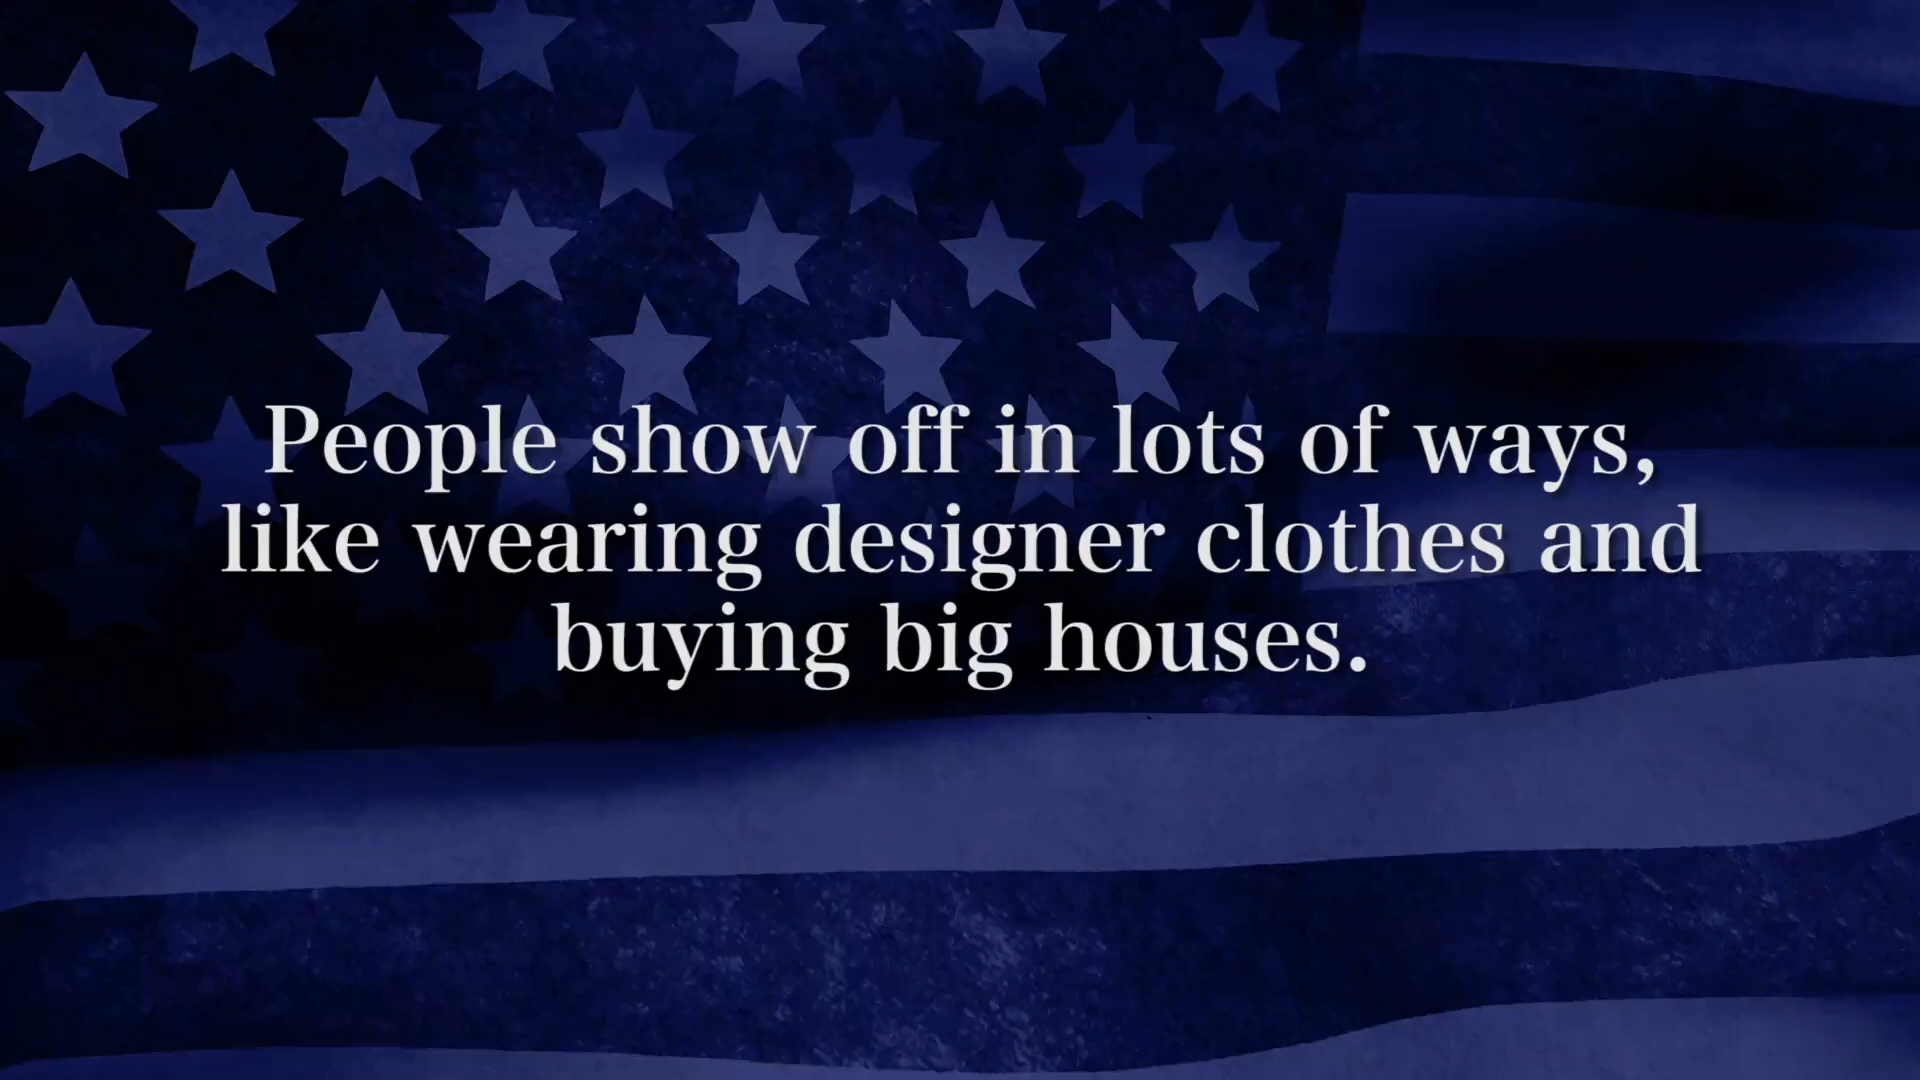 People show off in lots of ways,
like wearing designer clothes and
buying big houses.